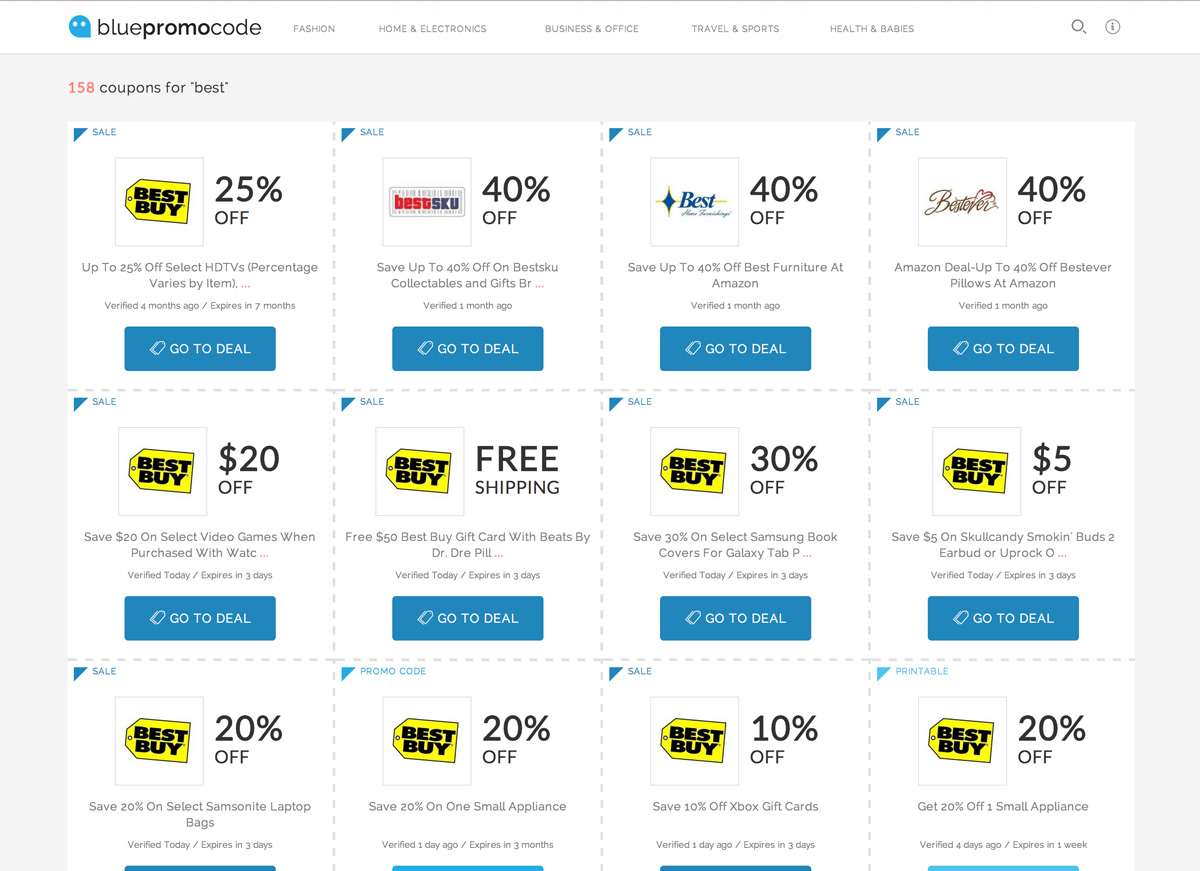 bluepromocode
FASHION
HOME & ELECTRONICS
BUSINESS & OFFICE
TRAVEL & SPORTS
HEALTH & BABIES
158 coupons for "best"
SALE
BEST
BUY
25%
OFF
Up To 25% Off Select HDTVs (Percentage
Varies by Item), ...
Verified 4 months ago / Expires in 7 months
GO TO DEAL
SALE
bestsku
40%
OFF
Save Up To 40% Off On Bestsku
Collectables and Gifts Br ...
Verified 1 month ago
GO TO DEAL
SALE
Best
Home Furnishings
40%
OFF
Save Up To 40% Off Best Furniture At
Amazon
Verified 1 month ago
GO TO DEAL
SALE
Bestever
40%
OFF
Amazon Deal-Up To 40% Off Bestever
Pillows At Amazon
Verified 1 month ago
GO TO DEAL
SALE
BEST
BUY
$20
OFF
Save $20 On Select Video Games When
Purchased With Watc ...
Verified Today / Expires in 3 days
GO TO DEAL
SALE
BEST
BUY
FREE
SHIPPING
Free $50 Best Buy Gift Card With Beats By
Dr. Dre Pill ...
Verified Today / Expires in 3 days
GO TO DEAL
SALE
BEST
BUY
30%
OFF
Save 30% On Select Samsung Book
Covers For Galaxy Tab P ...
Verified Today / Expires in 3 days
GO TO DEAL
SALE
BEST
BUY
$5
OFF
Save $5 On Skullcandy Smokin' Buds 2
Earbud or Uprock O ...
Verified Today / Expires in 3 days
GO TO DEAL
SALE
BEST
BUY
20%
OFF
Save 20% On Select Samsonite Laptop
Bags
Verified Today / Expires in 3 days
PROMO CODE
BEST
BUY
20%
OFF
Save 20% On One Small Appliance
Verified 1 day ago / Expires in 3 months
SALE
BEST
BUY
10%
OFF
Save 10% Off Xbox Gift Cards
Verified 1 day ago / Expires in 3 days
PRINTABLE
BEST
BUY
20%
OFF
Get 20% Off 1 Small Appliance
Verified 4 days ago / Expires in 1 week